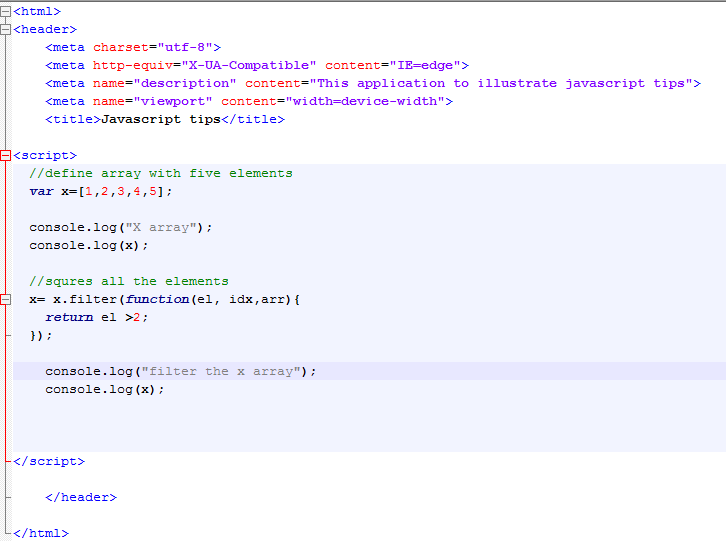 <html>
<header>
<meta charset="utf-8">
<meta http-equiv="X-UA-Compatible" content="IE=edge">
<meta name="description" content="This application to illustrate javascript tips">
<meta name="viewport" content="width=device-width">
<title>Javascript tips</title>
<script>
//define array with five elements
var x=[1,2,3,4,5];
console.log("X array");
console.log(x);
//squres all the elements
x= x.filter(function(el, idx,arr){
return el >2;
});
console.log("filter the x array");
console.log(x);
</script>
</header>
</html>